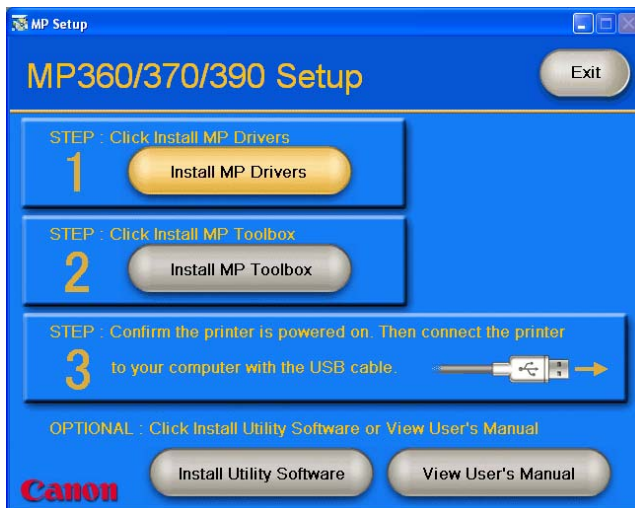 MP Setup
MP360/370/390 Setup
Exit
STEP : Click Install MP Drivers
1
Install MP Drivers
STEP : Click Install MP Toolbox
2
Install MP Toolbox
STEP : Confirm the printer is powered on. Then connect the printer
3
to your computer with the USB cable.
OPTIONAL : Click Install Utility Software or View User's Manual
Install Utility Software
View User's Manual
Canon